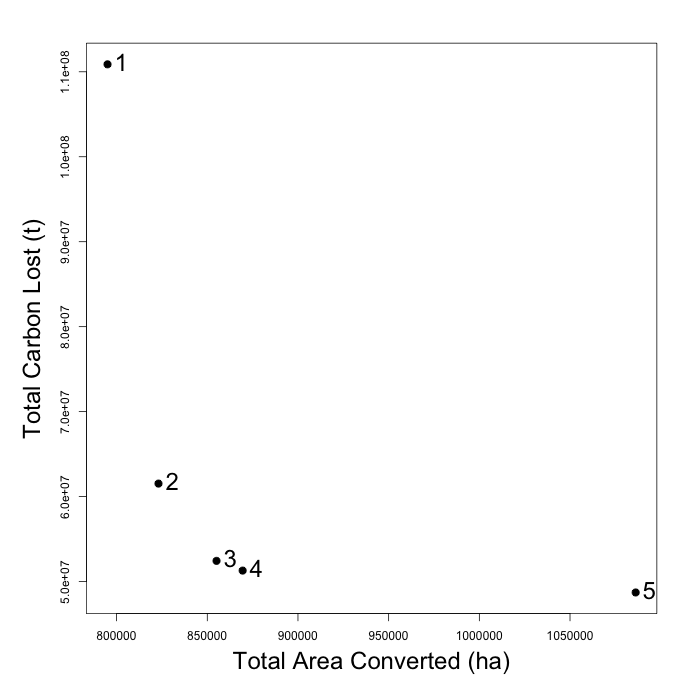 Total Carbon Lost (t)
1.1e+08
1.0e+08
9.0e+07
8.0e+07
7.0e+07
6.0e+07
5.0e+07
1
2
3
4
5
800000
850000
900000
950000
1000000
1050000
Total Area Converted (ha)